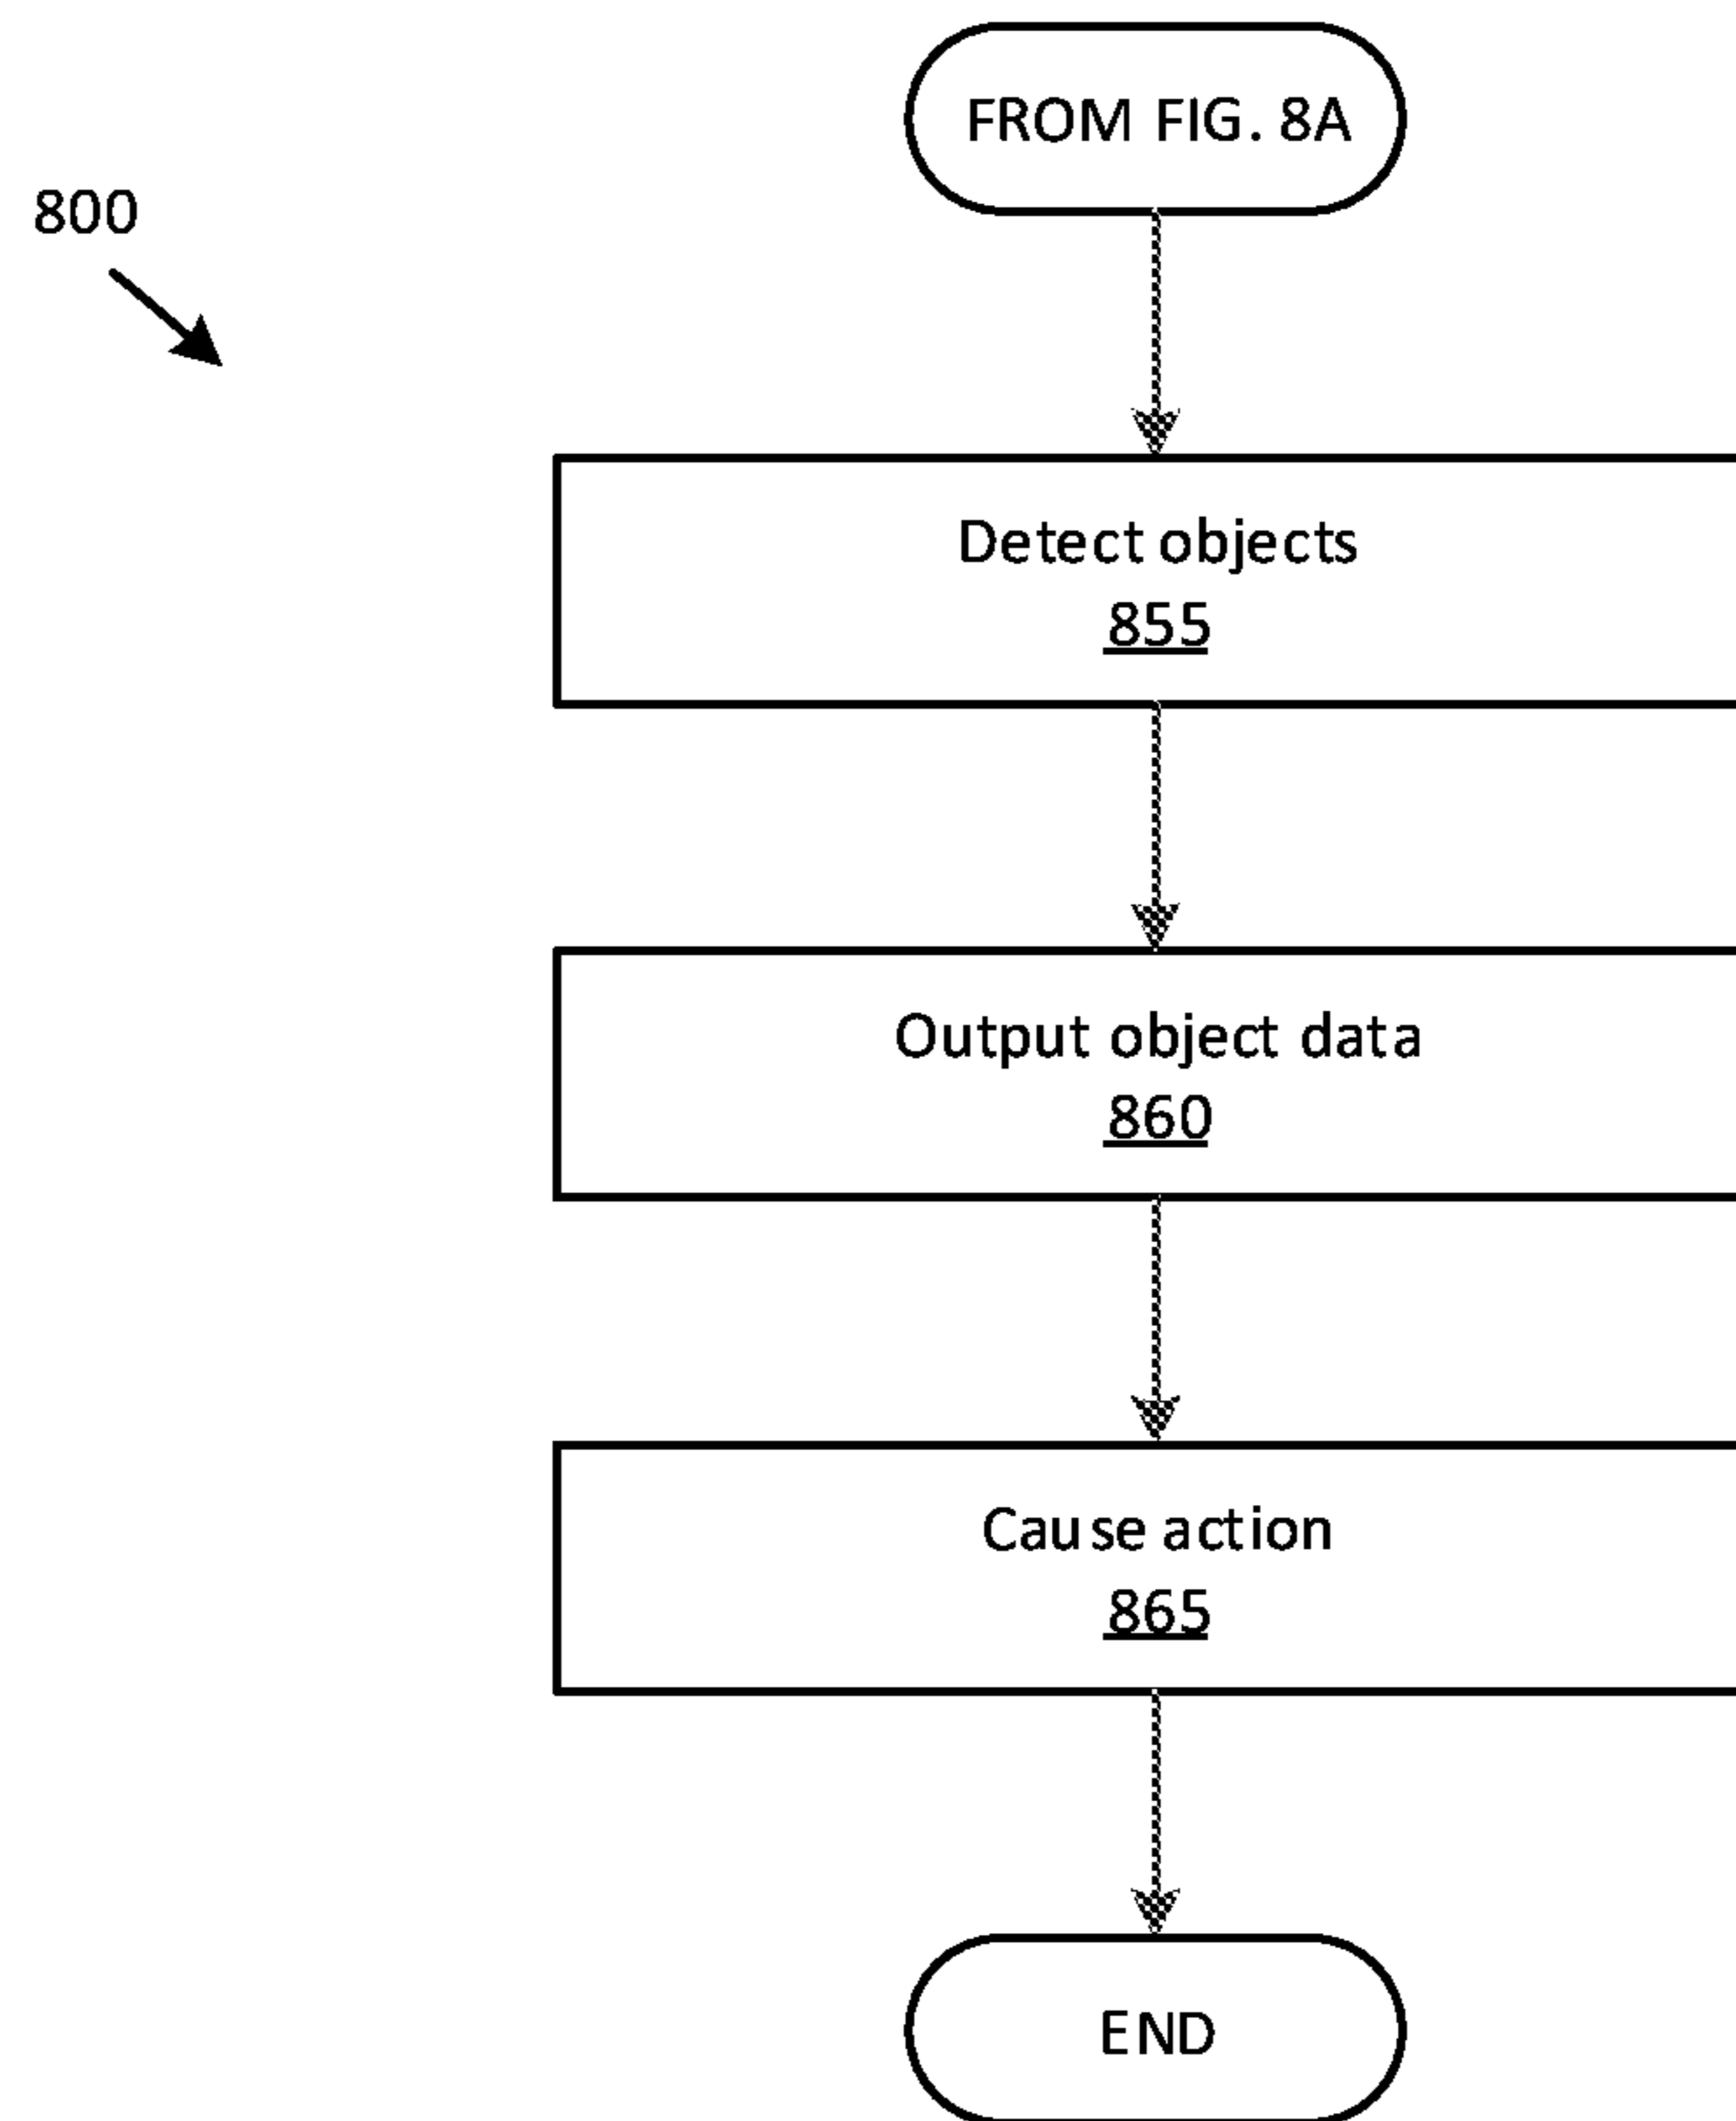 FROM FIG. 8A
800
Detect objects
855
Output object data
860
Cause action
865
END